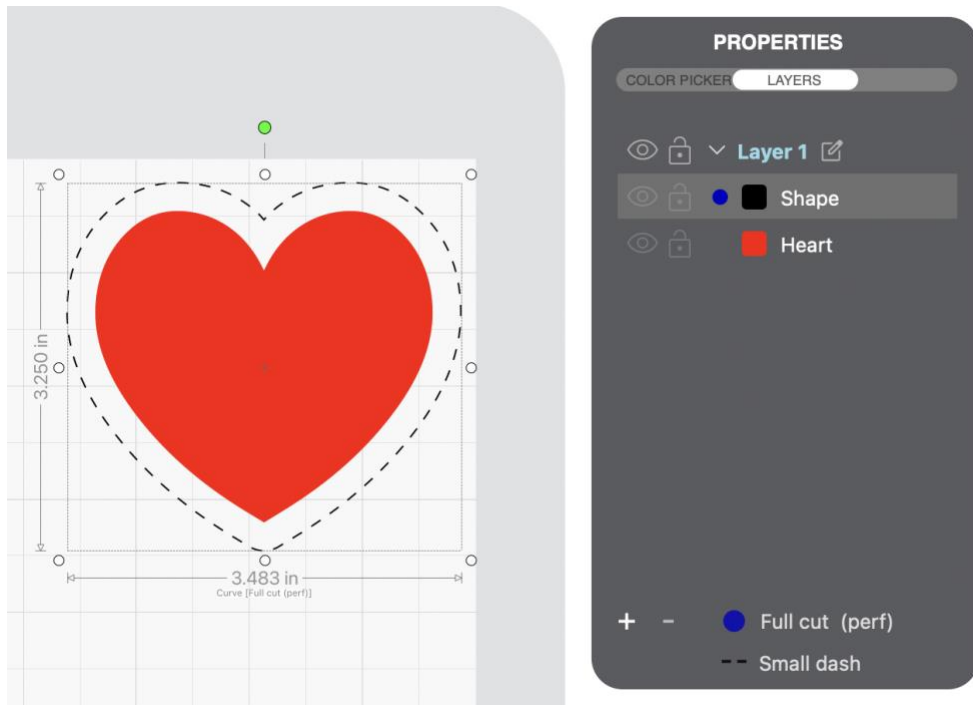 3.250 in
3.483 in
Curve [Full cut (perf)]
PROPERTIES
COLOR PICKER LAYERS
Layer 1
Shape
Heart
+ - Full cut (perf)
Small dash